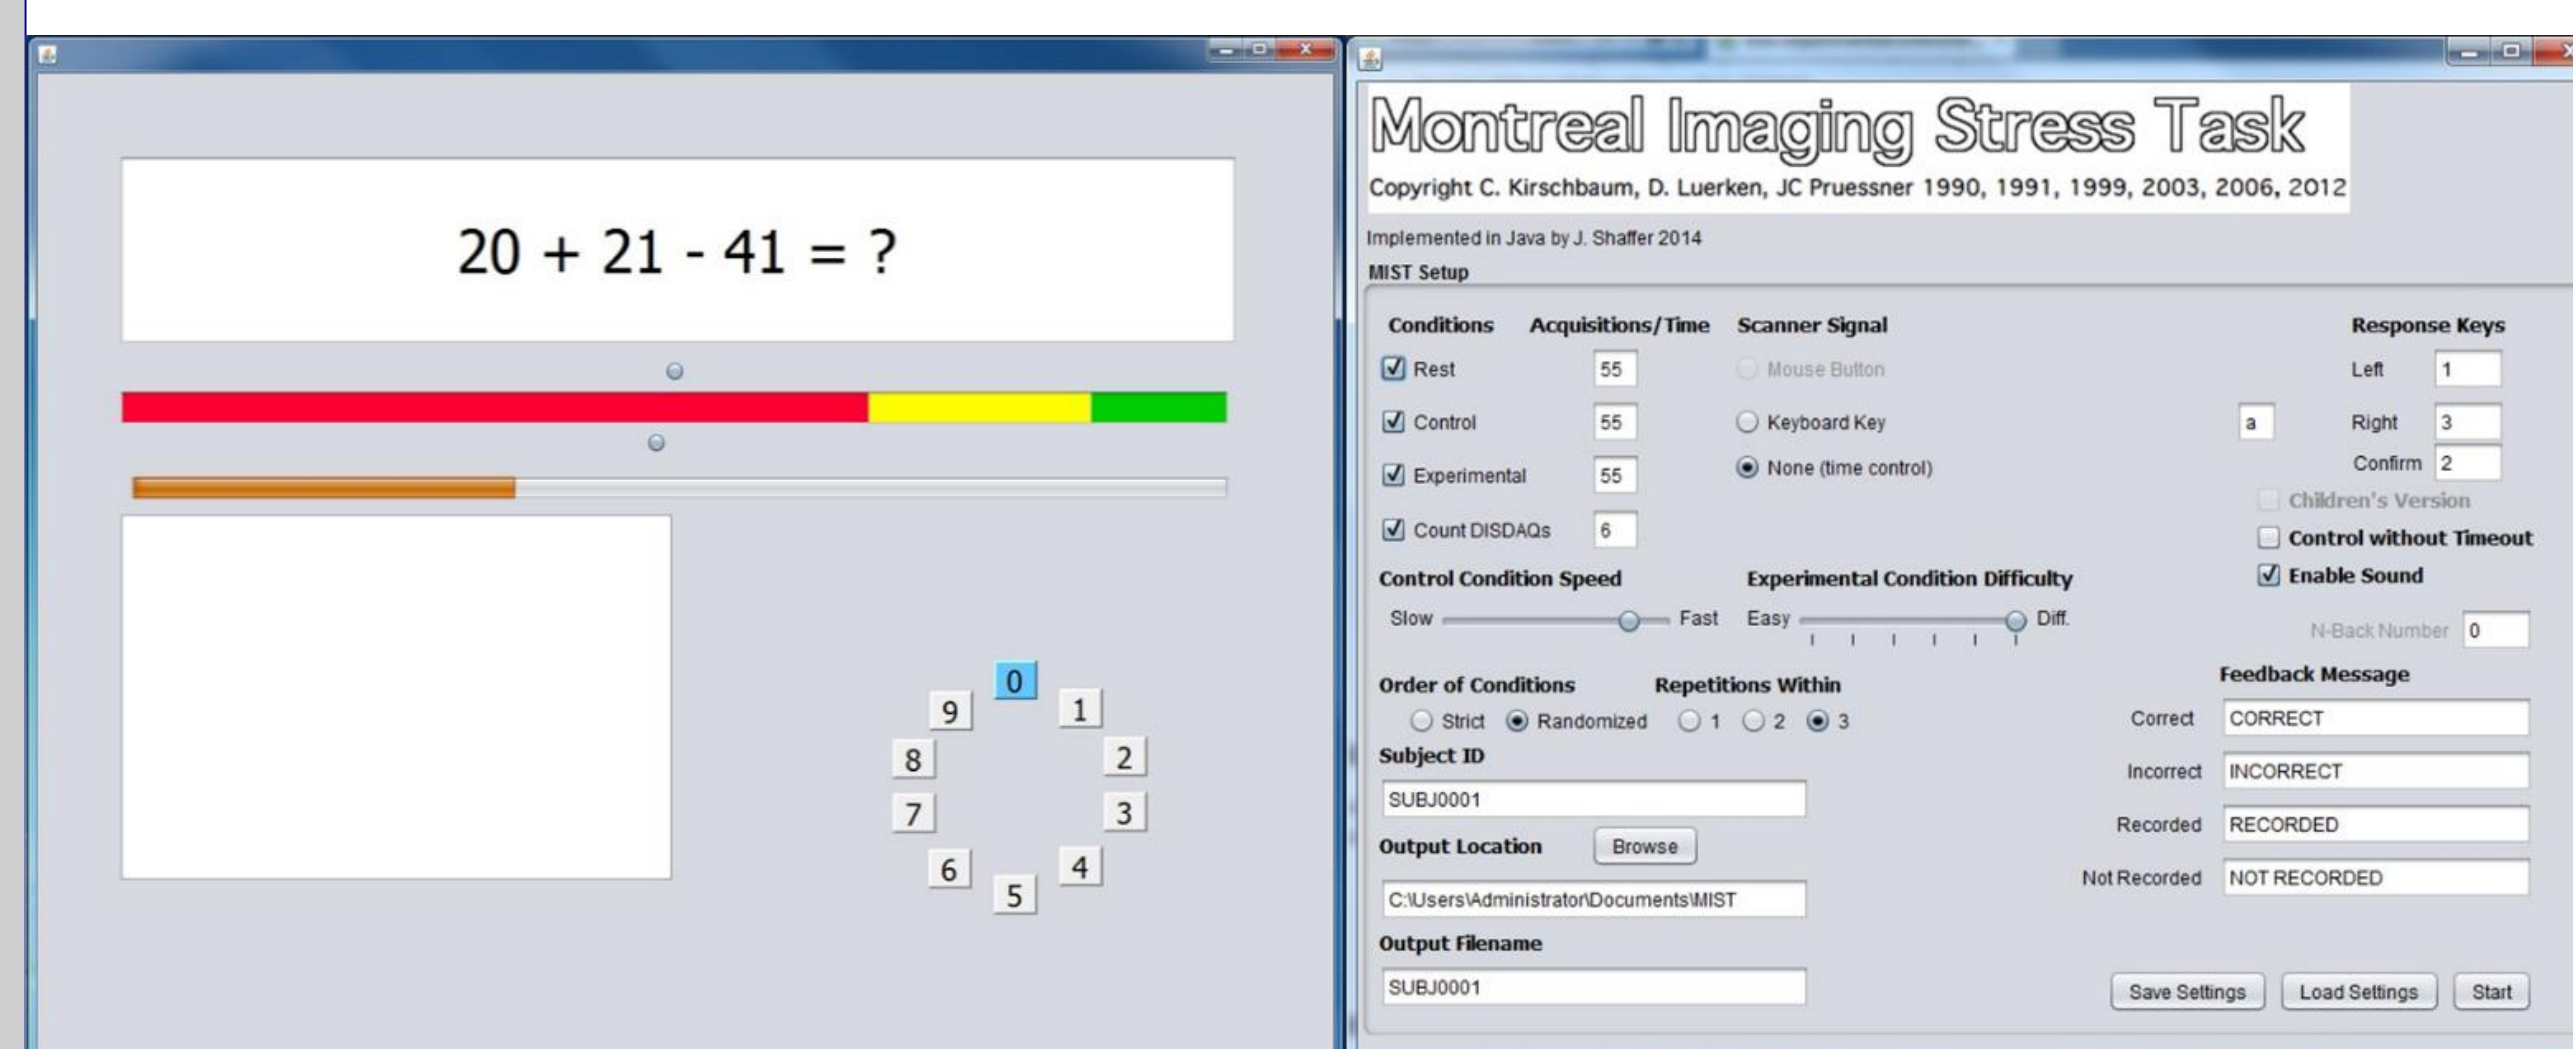 20 + 21 - 41 = ?
0
9 1
8 2
7 3
6 4
5
Montreal Imaging Stress Task
Copyright C. Kirschbaum, D. Luerken, JC Pruessner 1990, 1991, 1999, 2003, 2006, 2012
Implemented in Java by J. Shaffer 2014
MIST Setup
Conditions Acquisitions/Time Scanner Signal Response Keys
Rest 55 Mouse Button Left 1
Control 55 Keyboard Key a Right 3
Experimental 55 None (time control) Confirm 2
Children's Version
Count DISDAQs 6 Control without Timeout
Control Condition Speed Experimental Condition Difficulty Enable Sound
Slow Fast Easy Diff.
N-Back Number 0
Feedback Message
Order of Conditions Repetitions Within
Strict Randomized 1 2 3 Correct CORRECT
Subject ID
Incorrect INCORRECT
SUBJ0001
Recorded RECORDED
Output Location Browse
Not Recorded NOT RECORDED
C:\Users\Administrator\Documents\MIST
Output Filename
SUBJ0001
Save Settings Load Settings Start